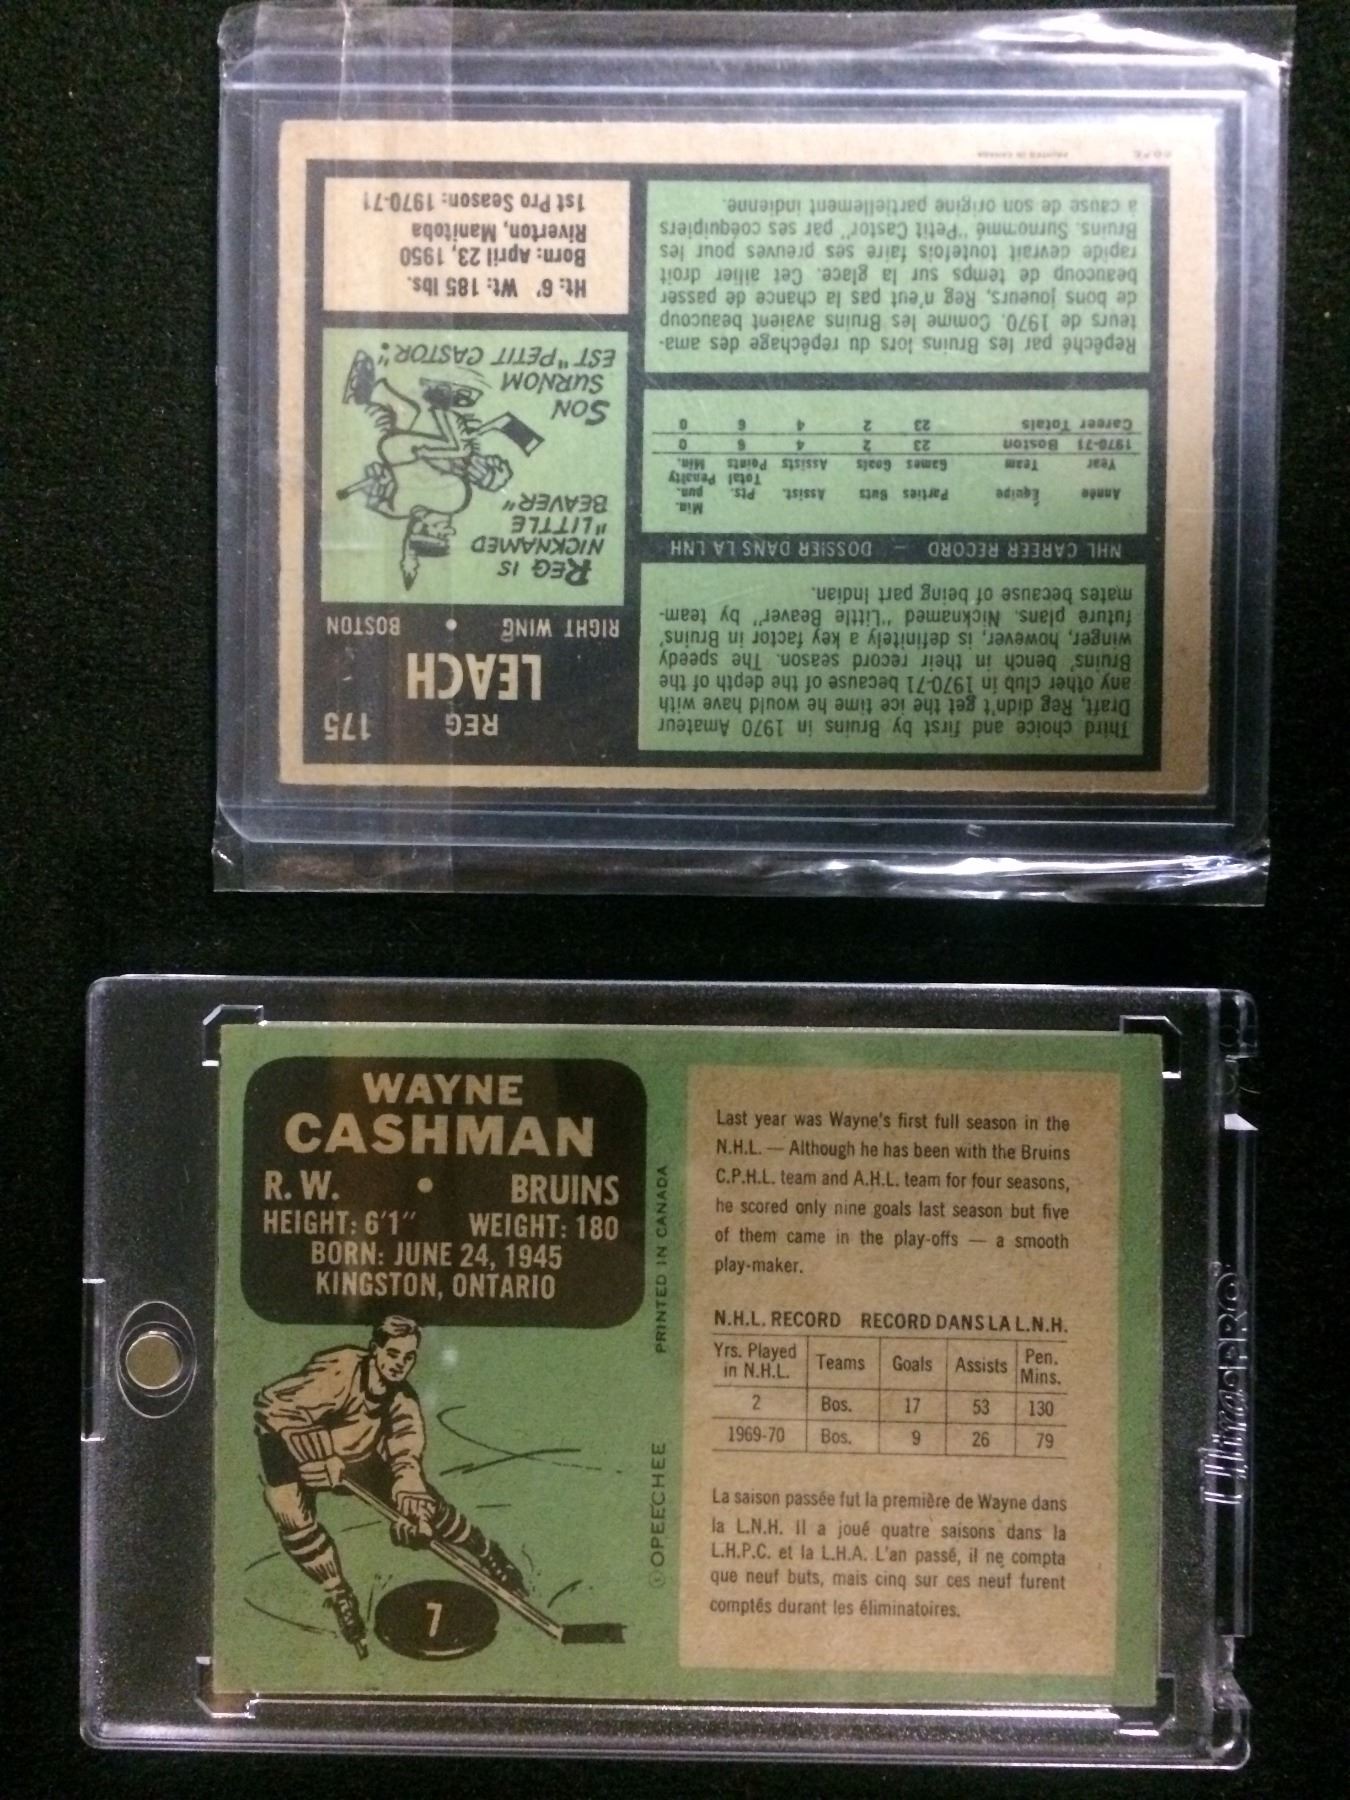 REG
175
LEACH
RIGHT WING • BOSTON
REG IS
NICKNAMED
"LITTLE
BEAVER"
SON
SURNOM
EST "PETIT CASTOR".
Ht: 6' Wt: 185 lbs.
Born: April 23, 1950
Riverton, Manitoba
1st Pro Season: 1970-71
Third choice and first by Bruins in 1970 Amateur
Draft, Reg didn't get the ice time he would have with
any other club in 1970-71 because of the depth of the
Bruins' bench in their record season. The speedy
winger, however, is definitely a key factor in Bruins'
future plans. Nicknamed "Little Beaver" by team-
mates because of being part Indian.
NHL CAREER RECORD — DOSSIER DANS LA LNH
Année Équipe Parties Buts Assist. Pts. Min. pun.
Year Team Games Goals Assists Total Points Penalty Min.
1970-71 Boston 23 2 4 6 0
Career Totals 23 2 4 6 0
Repêché par les Bruins lors du repêchage des ama-
teurs de 1970. Comme les Bruins avaient beaucoup
de bons joueurs, Reg n'eut pas la chance de passer
beaucoup de temps sur la glace. Cet ailier droit
rapide devrait toutefois faire ses preuves pour les
Bruins. Surnommé "Petit Castor" par ses coéquipiers
à cause de son origine partiellement indienne.
PRINTED IN CANADA
WAYNE
CASHMAN
R. W. • BRUINS
HEIGHT: 6'1" WEIGHT: 180
BORN: JUNE 24, 1945
KINGSTON, ONTARIO
7
©OPEECHEE PRINTED IN CANADA
Last year was Wayne's first full season in the
N.H.L. — Although he has been with the Bruins
C.P.H.L. team and A.H.L. team for four seasons,
he scored only nine goals last season but five
of them came in the play-offs — a smooth
play-maker.
N.H.L. RECORD RECORD DANS LA L.N.H.
Yrs. Played in N.H.L. Teams Goals Assists Pen. Mins.
2 Bos. 17 53 130
1969-70 Bos. 9 26 79
La saison passée fut la première de Wayne dans
la L.N.H. Il a joué quatre saisons dans la
L.H.P.C. et la L.H.A. L'an passé, il ne compta
que neuf buts, mais cinq sur ces neuf furent
comptés durant les éliminatoires.
Ultra PRO